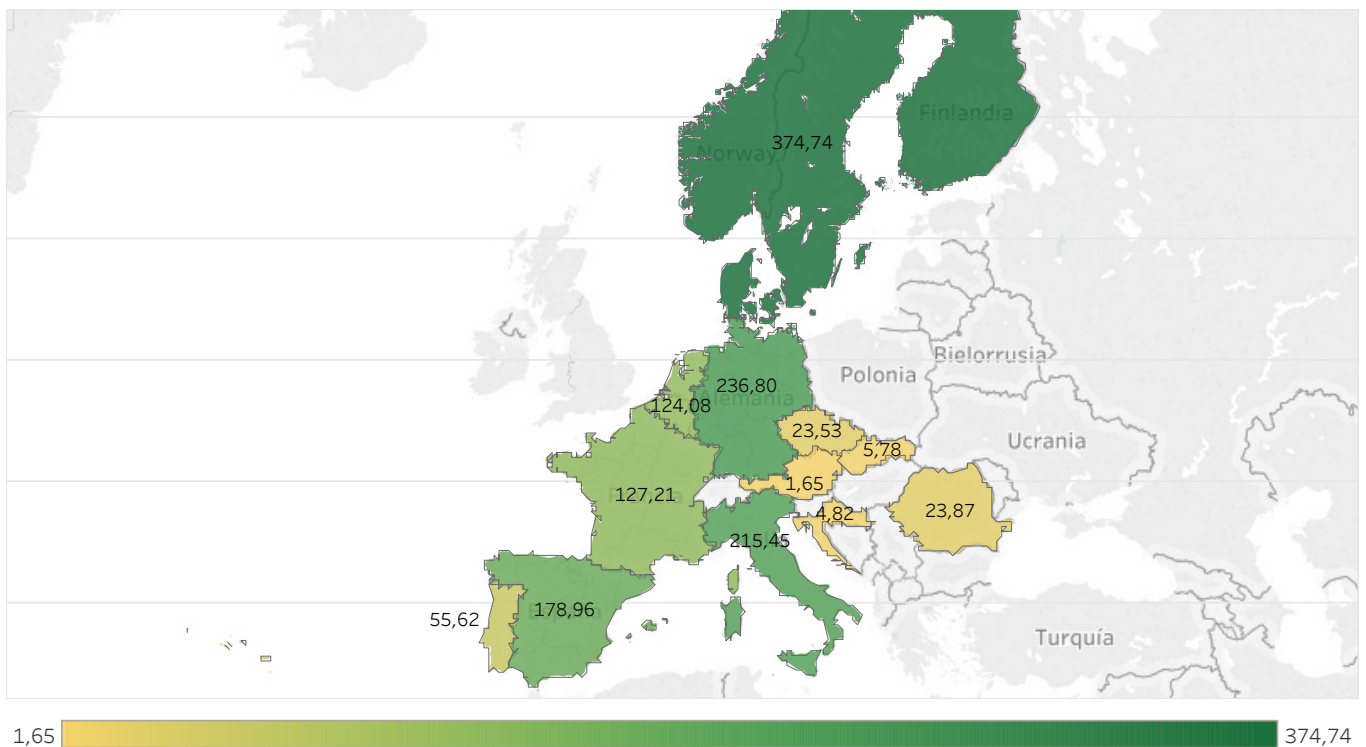 Finlandia
374,74
Norway
Bielorrusia
Polonia
236,80
Alemania
124,08
23,53
Ucrania
5,78
1,65
127,21
4,82
23,87
215,45
178,96
55,62
Turquía
1,65
374,74